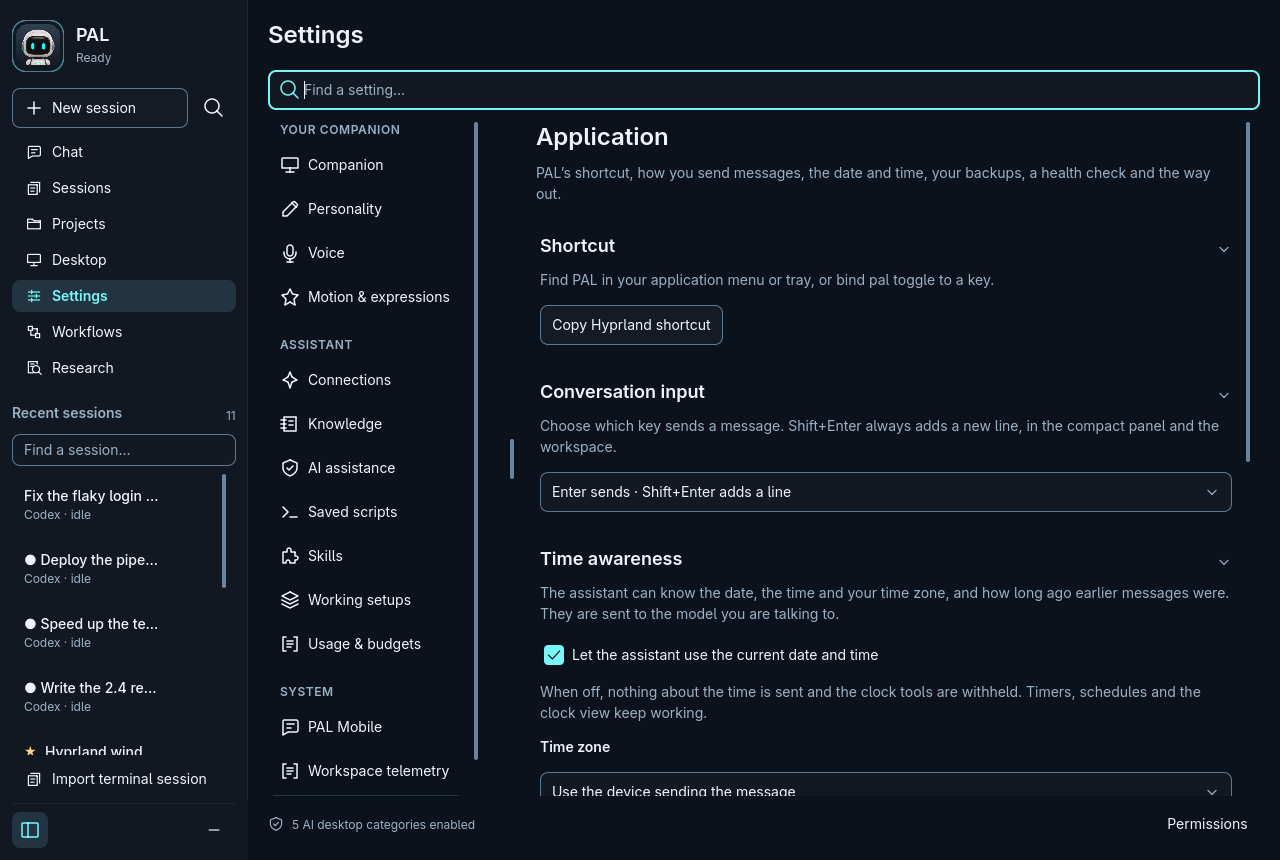 PAL
Ready
New session
Chat
Sessions
Projects
Desktop
Settings
Workflows
Research
Recent sessions
11
Find a session...
Fix the flaky login ...
Codex · idle
Deploy the pipe...
Codex · idle
Speed up the te...
Codex · idle
Write the 2.4 re...
Codex · idle
Hyprland wind
Import terminal session
Settings
Find a setting...
YOUR COMPANION
Companion
Personality
Voice
Motion & expressions
ASSISTANT
Connections
Knowledge
AI assistance
Saved scripts
Skills
Working setups
Usage & budgets
SYSTEM
PAL Mobile
Workspace telemetry
Application
PAL’s shortcut, how you send messages, the date and time, your backups, a health check and the way
out.
Shortcut
Find PAL in your application menu or tray, or bind pal toggle to a key.
Copy Hyprland shortcut
Conversation input
Choose which key sends a message. Shift+Enter always adds a new line, in the compact panel and the
workspace.
Enter sends · Shift+Enter adds a line
Time awareness
The assistant can know the date, the time and your time zone, and how long ago earlier messages were.
They are sent to the model you are talking to.
Let the assistant use the current date and time
When off, nothing about the time is sent and the clock tools are withheld. Timers, schedules and the
clock view keep working.
Time zone
Use the device sending the message
5 AI desktop categories enabled
Permissions